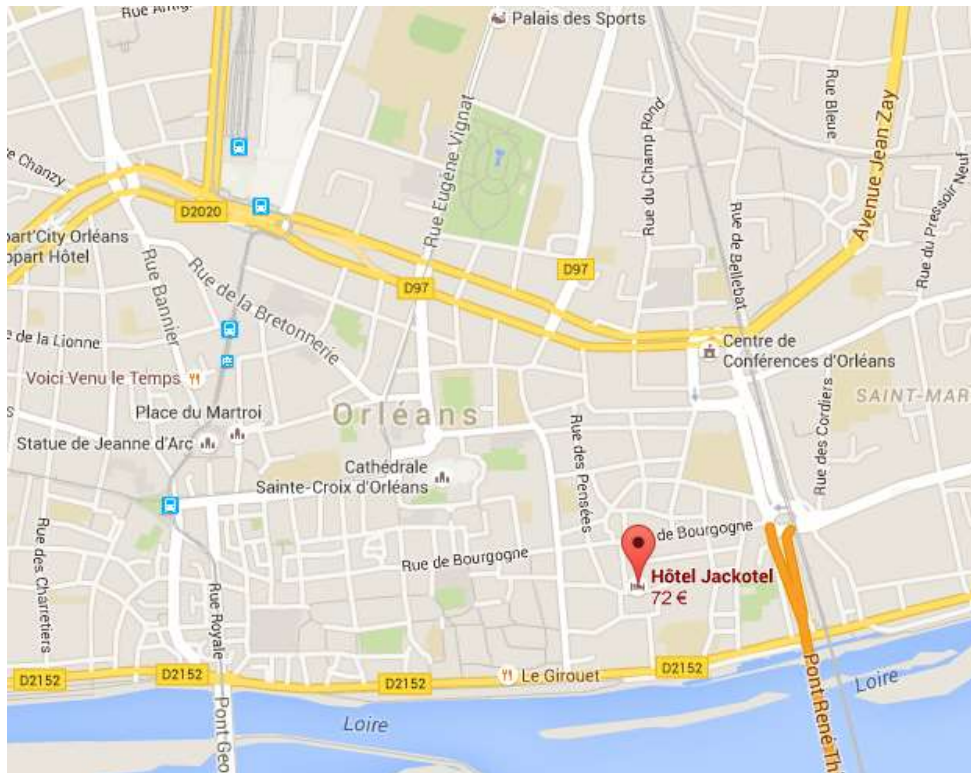 Rue Antig
Palais des Sports
Rue Bleue
Avenue Jean Zay
Rue Eugène Vignat
Rue du Champ Rond
e Chanzy
Rue du Pressoir Neuf
D2020
part'City Orléans
ppart Hôtel
Rue de Bellebat
D97
D97
Rue Bannier
Rue de la Bretonnerie
e de la Lionne
Centre de
Conférences d'Orléans
Voici Venu le Temps
SAINT-MAR
Place du Martroi
Orléans
Statue de Jeanne d'Arc
Rue des Cordiers
Rue des Pensées
Cathédrale
Sainte-Croix d'Orléans
de Bourgogne
Rue de Bourgogne
Rue des Charretiers
Rue Royale
Hôtel Jackotel
72 €
D2152
D2152
D2152
D2152
Le Girouet
Loire
Pont René Th
Pont Geo
Loire